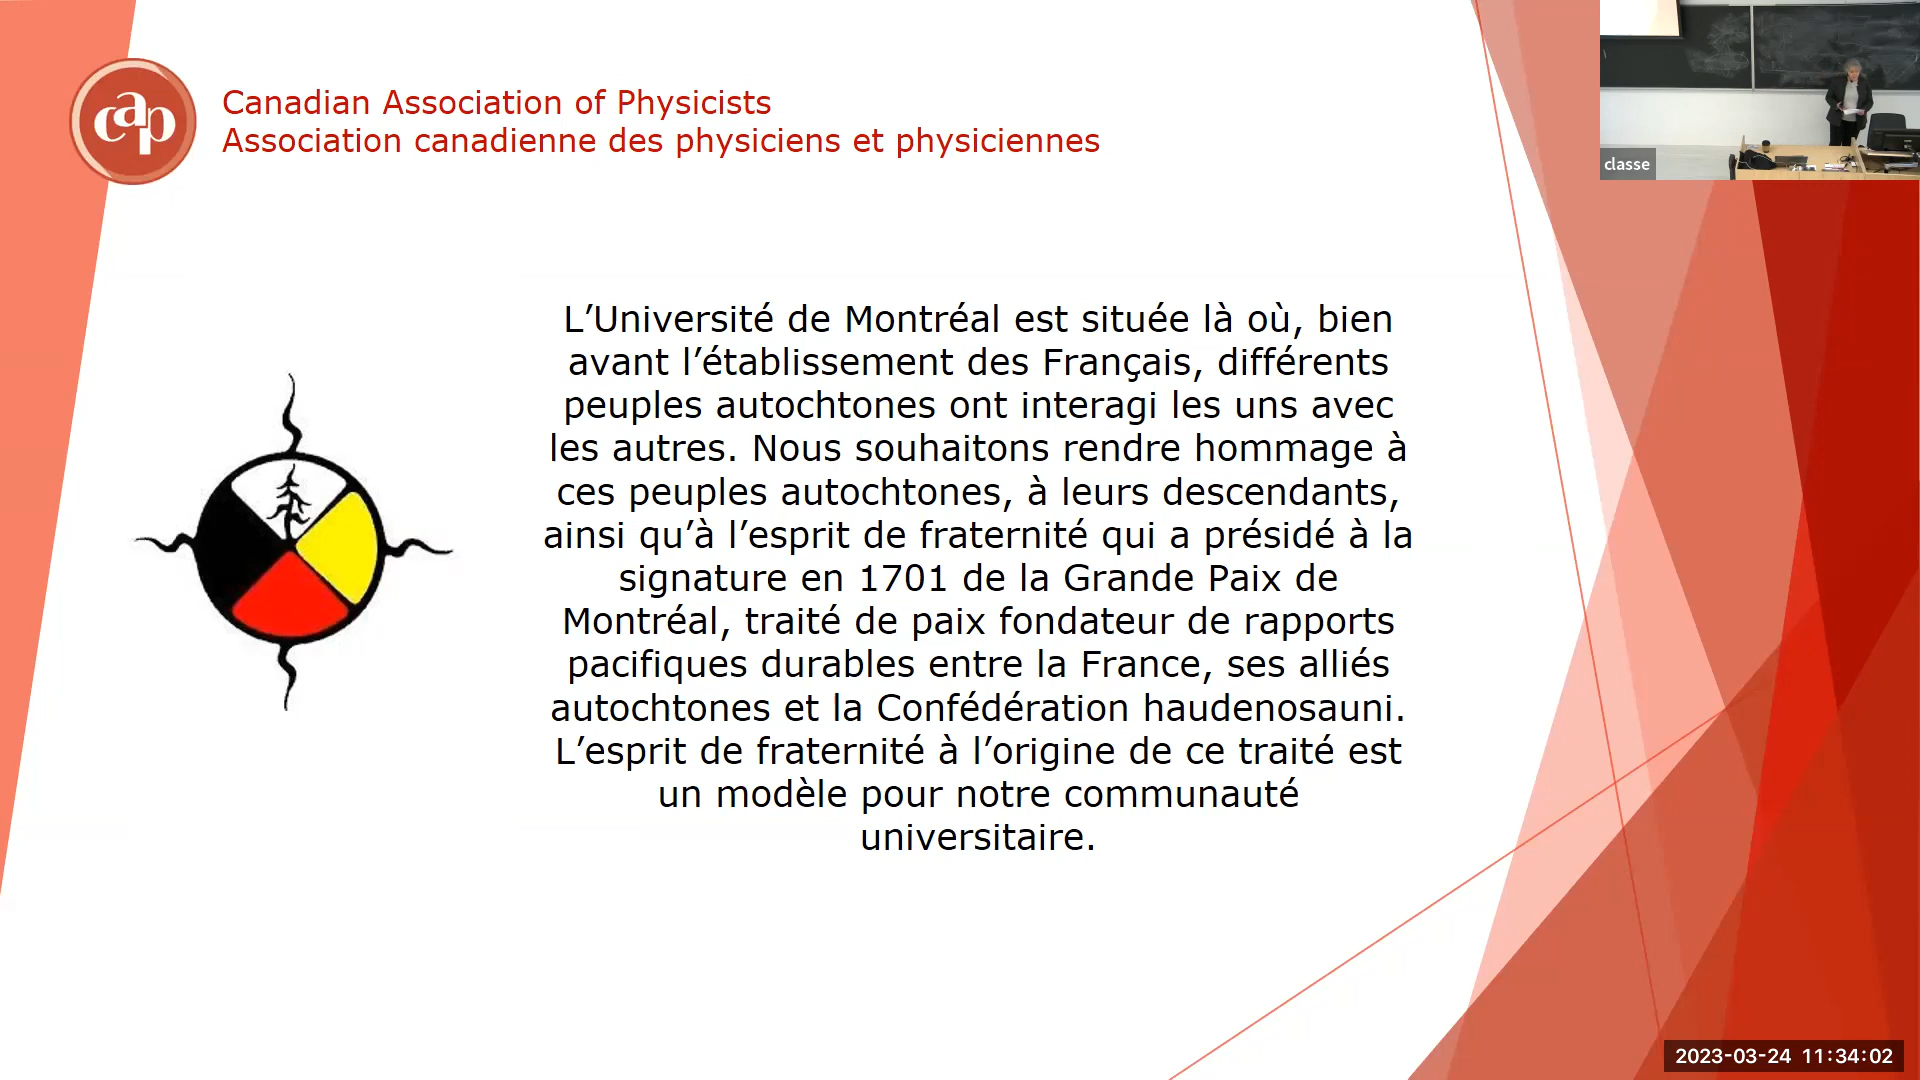 cap
Canadian Association of Physicists
Association canadienne des physiciens et physiciennes
classe
L’Université de Montréal est située là où, bien
avant l’établissement des Français, différents
peuples autochtones ont interagi les uns avec
les autres. Nous souhaitons rendre hommage à
ces peuples autochtones, à leurs descendants,
ainsi qu’à l’esprit de fraternité qui a présidé à la
signature en 1701 de la Grande Paix de
Montréal, traité de paix fondateur de rapports
pacifiques durables entre la France, ses alliés
autochtones et la Confédération haudenosauni.
L’esprit de fraternité à l’origine de ce traité est
un modèle pour notre communauté
universitaire.
2023-03-24 11:34:02